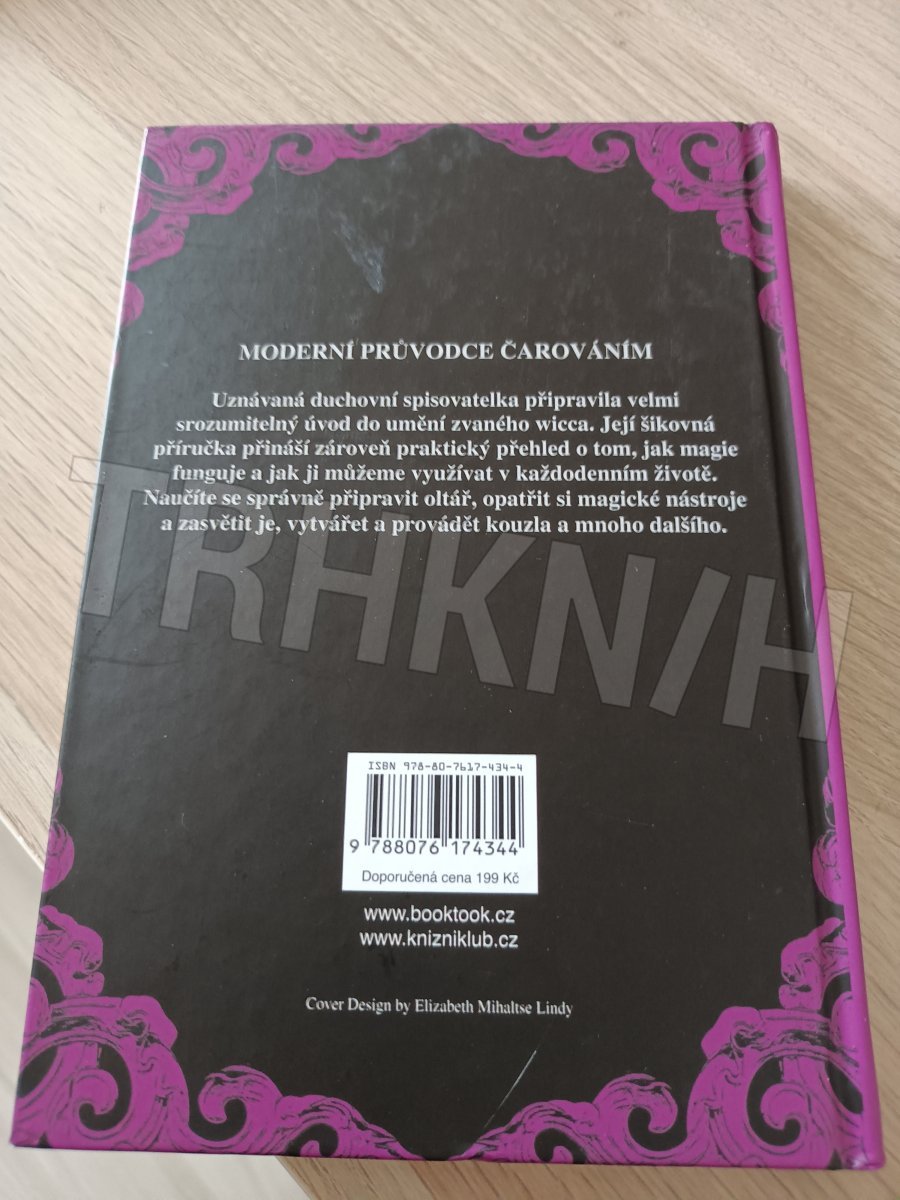 MODERNÍ PRŮVODCE ČAROVÁNÍM
Uznávaná duchovní spisovatelka připravila velmi
srozumitelný úvod do umění zvaného wicca. Její šikovná
příručka přináší zároveň praktický přehled o tom, jak magie
funguje a jak ji můžeme využívat v každodenním životě.
Naučíte se správně připravit oltář, opatřit si magické nástroje
a zasvětit je, vytvářet a provádět kouzla a mnoho dalšího.
TRHKNIH
ISBN 978-80-7617-434-4
9 788076 174344
Doporučená cena 199 Kč
www.booktook.cz
www.knizniklub.cz
Cover Design by Elizabeth Mihaltse Lindy